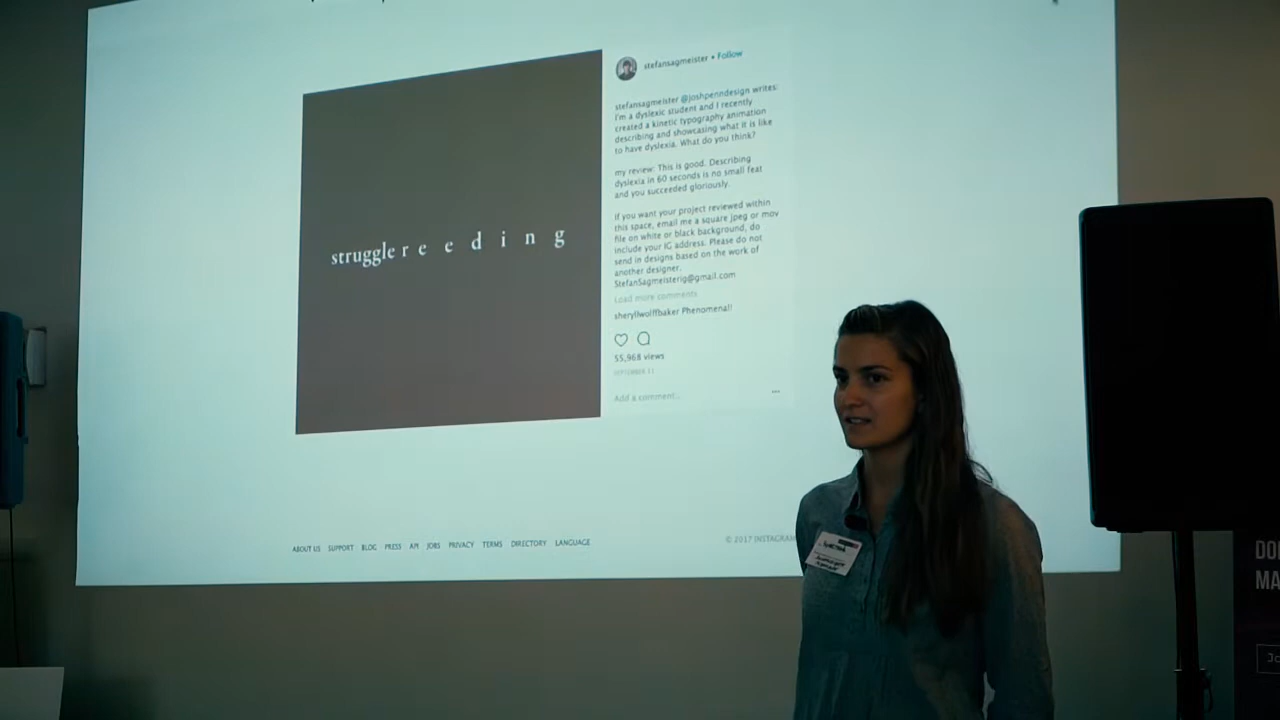 struggle r e e d i n g
stefansagmeister • Follow
stefansagmeister @joshpenndesign writes:
I'm a dyslexic student and I recently
created a kinetic typography animation
describing and showcasing what it is like
to have dyslexia. What do you think?
my review: This is good. Describing
dyslexia in 60 seconds is no small feat
and you succeeded gloriously.
If you want your project reviewed within
this space, email me a square jpeg or mov
file on white or black background, do
include your IG address. Please do not
send in designs based on the work of
another designer.
StefanSagmeisterig@gmail.com
Load more comments
sheryllwolffbaker Phenomenal!
55,968 views
SEPTEMBER 11
Add a comment...
ABOUT US SUPPORT BLOG PRESS API JOBS PRIVACY TERMS DIRECTORY LANGUAGE
© 2017 INSTAGRAM